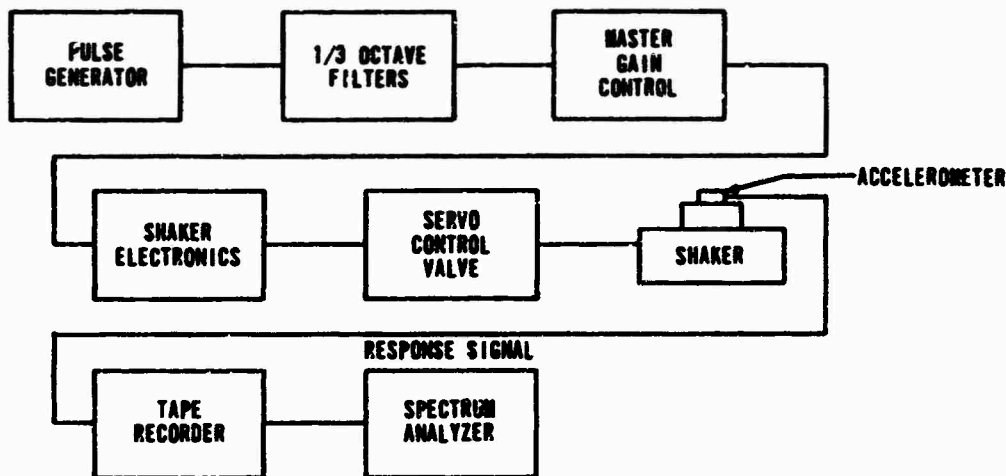 PULSE
GENERATOR
1/3 OCTAVE
FILTERS
MASTER
GAIN
CONTROL
ACCELEROMETER
SHAKER
ELECTRONICS
SERVO
CONTROL
VALVE
SHAKER
RESPONSE SIGNAL
TAPE
RECORDER
SPECTRUM
ANALYZER